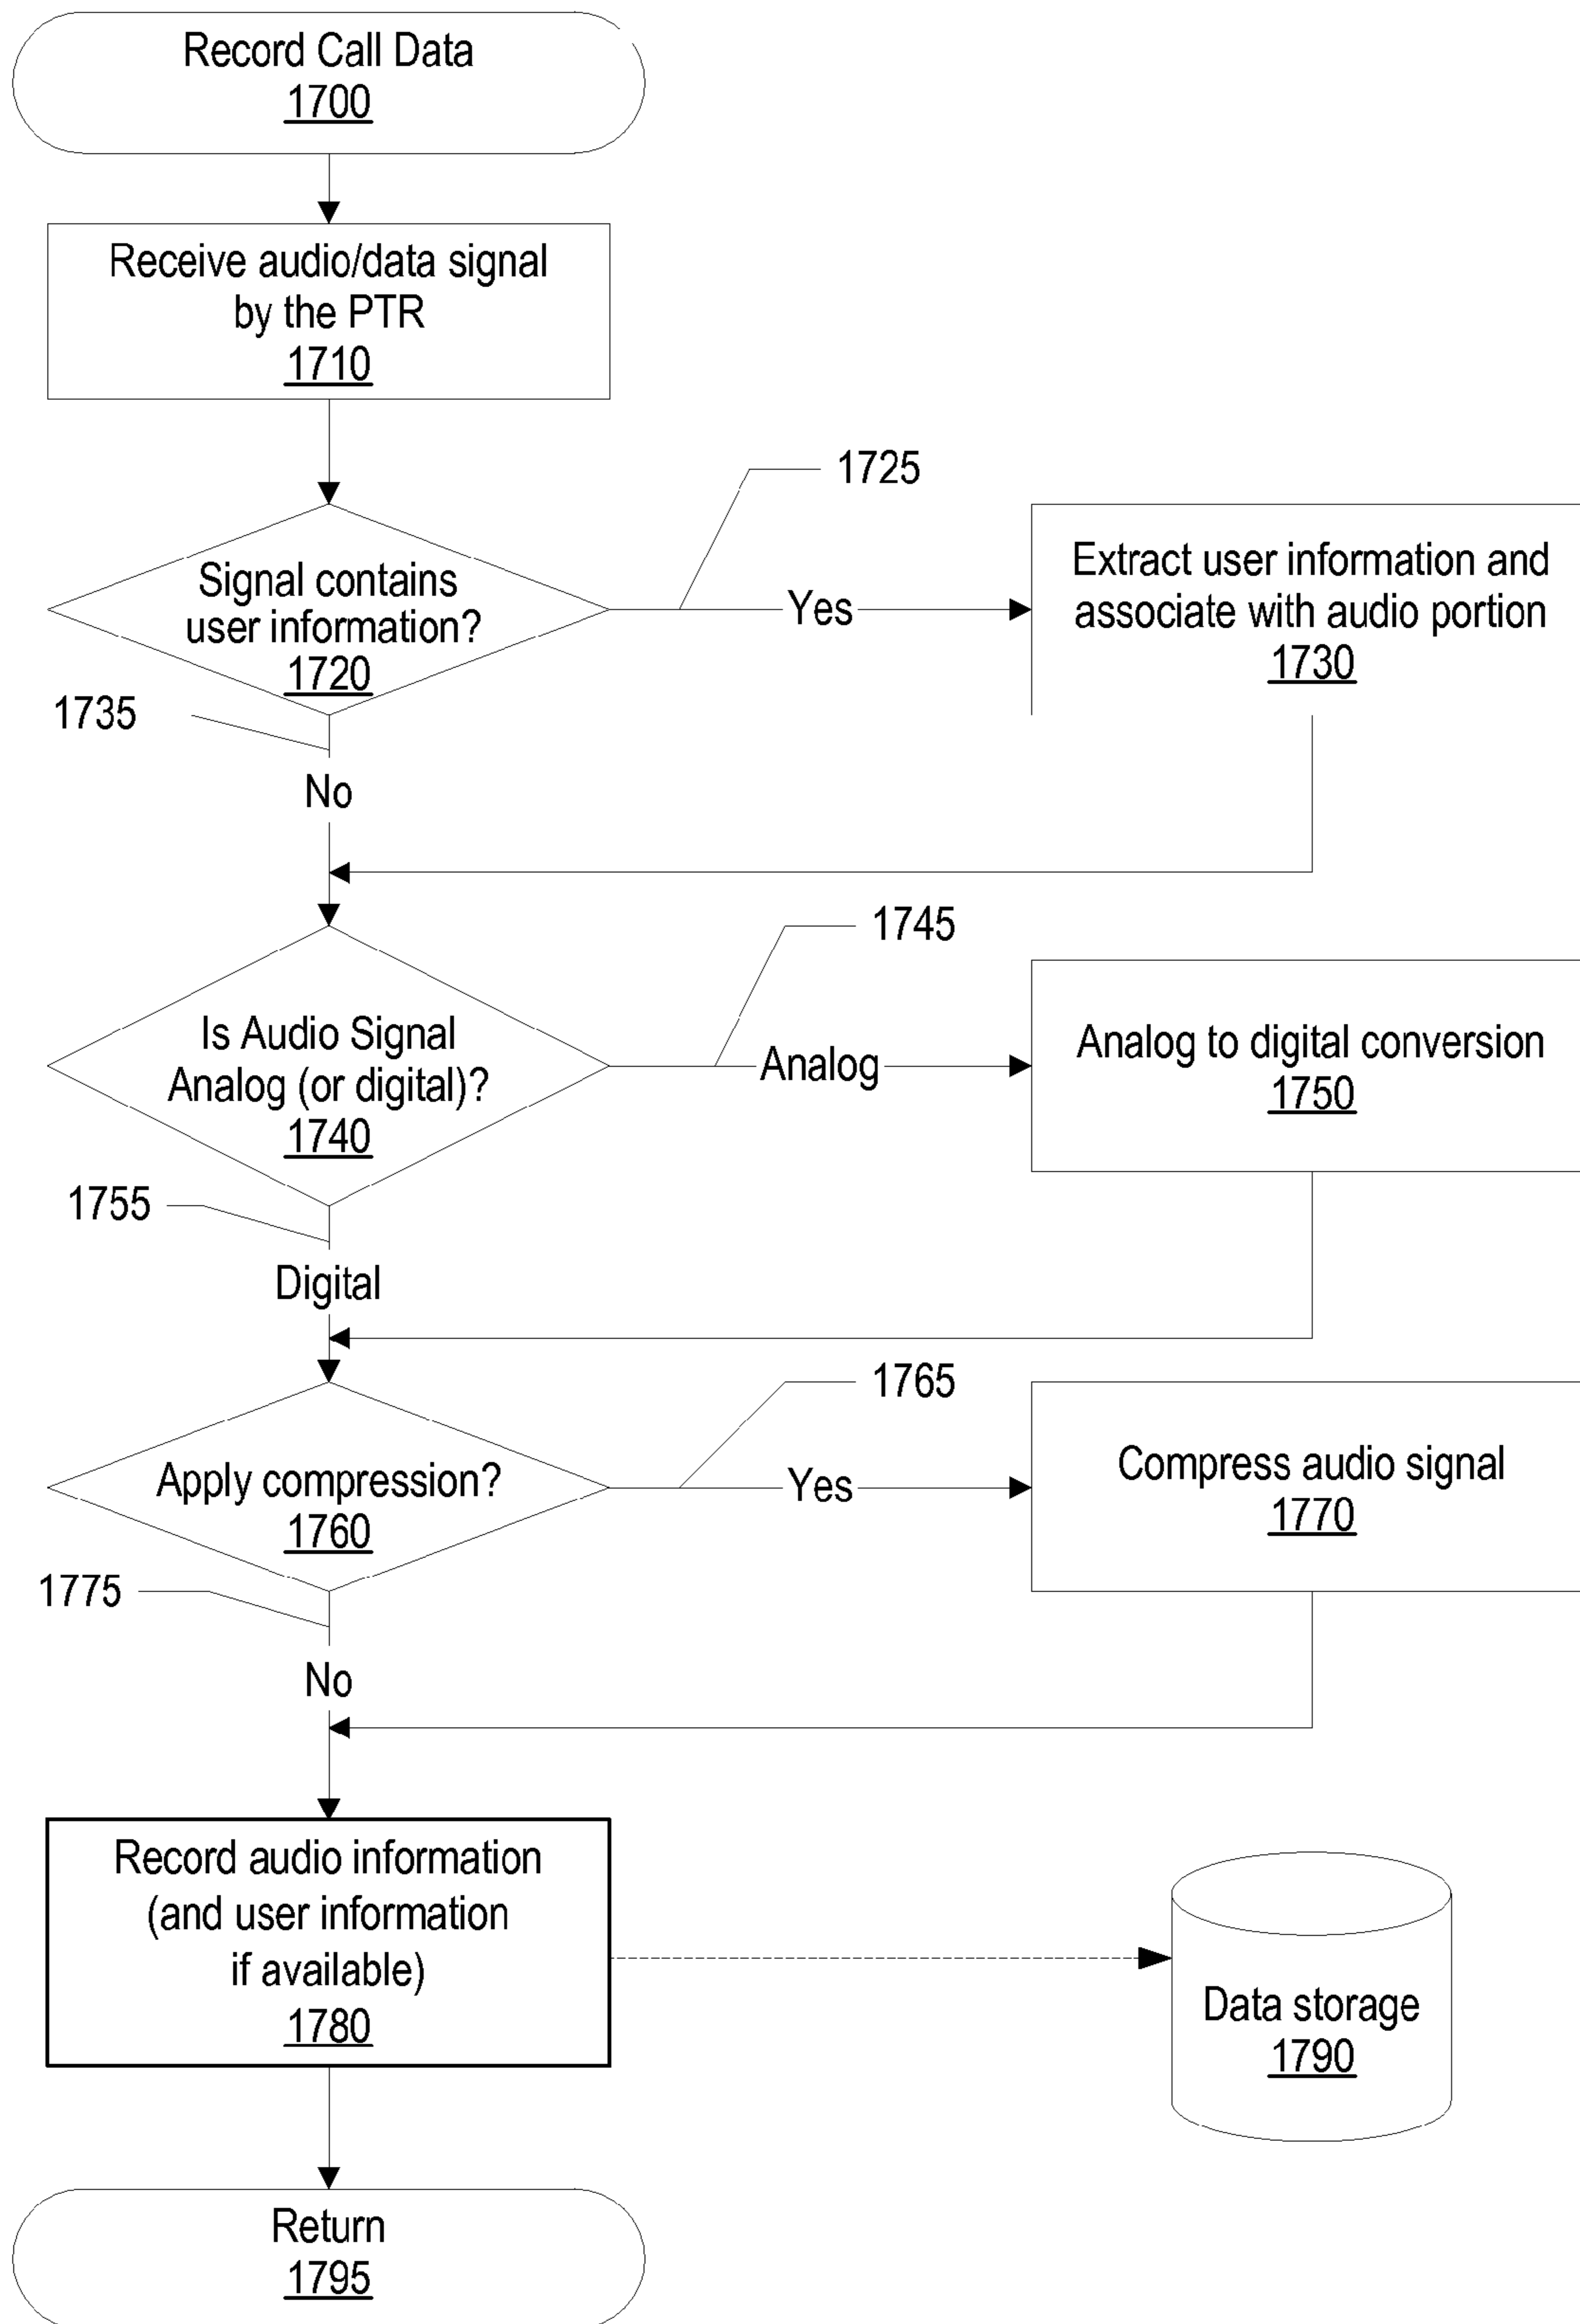 Record Call Data
1700
Receive audio/data signal
by the PTR
1710
1725
Signal contains
user information?
1720
Yes
Extract user information and
associate with audio portion
1730
1735
No
1745
Is Audio Signal
Analog (or digital)?
1740
Analog
Analog to digital conversion
1750
1755
Digital
1765
Apply compression?
1760
Yes
Compress audio signal
1770
1775
No
Record audio information
(and user information
if available)
1780
Data storage
1790
Return
1795